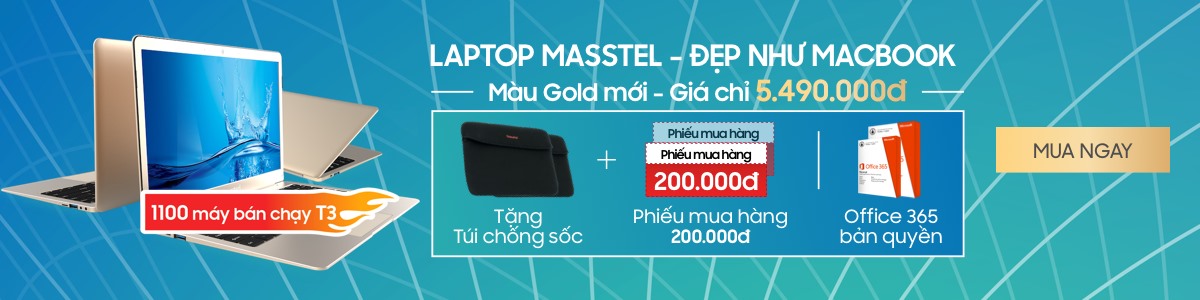 LAPTOP MASSTEL - ĐẸP NHƯ MACBOOK
Màu Gold mới - Giá chỉ 5.490.000đ
1100 máy bán chạy T3
Phiếu mua hàng
Phiếu mua hàng
200.000đ
Office 365
Tặng
Túi chống sốc
+
Phiếu mua hàng
200.000đ
Office 365
bản quyền
MUA NGAY